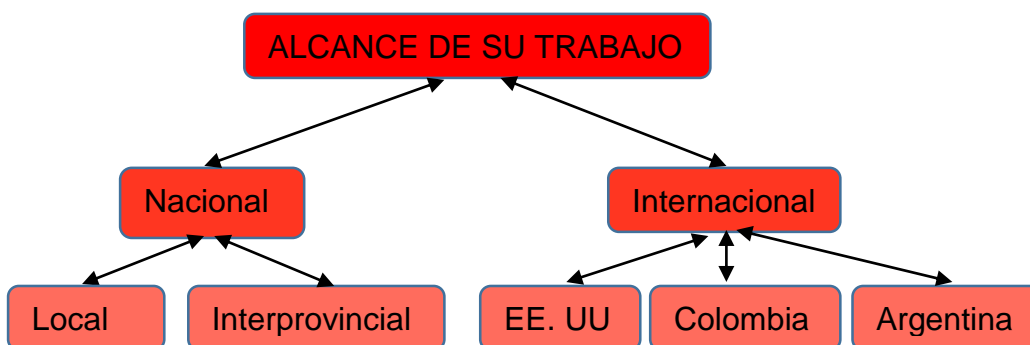 ALCANCE DE SU TRABAJO
Nacional
Internacional
Local
Interprovincial
EE. UU
Colombia
Argentina